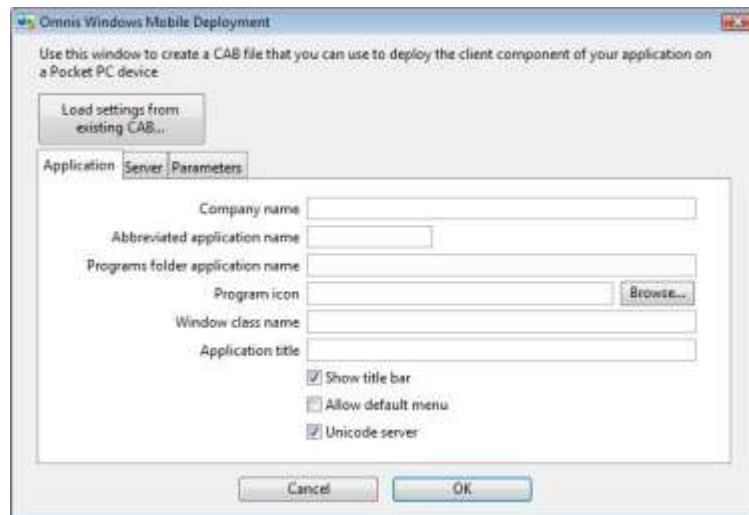 Omnis Windows Mobile Deployment
Use this window to create a CAB file that you can use to deploy the client component of your application on
a Pocket PC device
Load settings from
existing CAB...
Application Server Parameters
Company name
Abbreviated application name
Programs folder application name
Program icon Browse...
Window class name
Application title
Show title bar
Allow default menu
Unicode server
Cancel OK